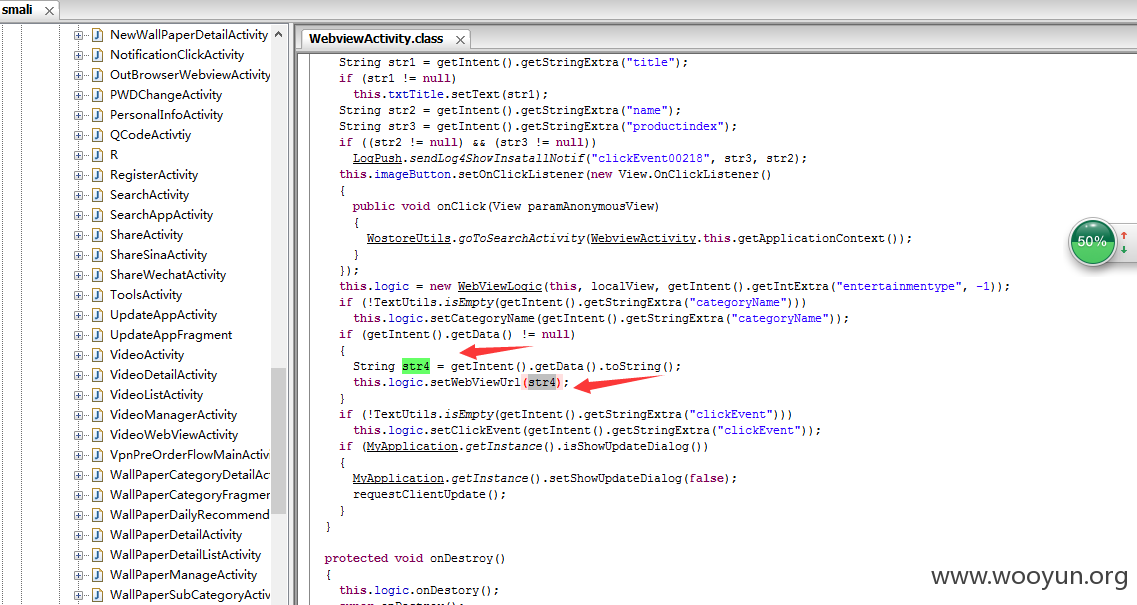 smali
NewWallPaperDetailActivity
NotificationClickActivity
OutBrowserWebviewActivity
PWDChangeActivity
PersonalInfoActivity
QCodeActivtiy
R
RegisterActivity
SearchActivity
SearchAppActivity
ShareActivity
ShareSinaActivity
ShareWechatActivity
ToolsActivity
UpdateAppActivity
UpdateAppFragment
VideoActivity
VideoDetailActivity
VideoListActivity
VideoManagerActivity
VideoWebViewActivity
VpnPreOrderFlowMainActiv
WallPaperCategoryDetailAc
WallPaperCategoryFragmer
WallPaperDailyRecommend
WallPaperDetailActivity
WallPaperDetailListActivity
WallPaperManageActivity
WallPaperSubCategoryActiv
WebviewActivity.class
String str1 = getIntent().getStringExtra("title");
if (str1 != null)
this.txtTitle.setText(str1);
String str2 = getIntent().getStringExtra("name");
String str3 = getIntent().getStringExtra("productindex");
if ((str2 != null) && (str3 != null))
LogPush.sendLog4ShowInsatallNotif("clickEvent00218", str3, str2);
this.imageButton.setOnClickListener(new View.OnClickListener()
{
public void onClick(View paramAnonymousView)
{
WostoreUtils.goToSearchActivity(WebviewActivity.this.getApplicationContext());
}
});
this.logic = new WebViewLogic(this, localView, getIntent().getIntExtra("entertainmentype", -1));
if (!TextUtils.isEmpty(getIntent().getStringExtra("categoryName")))
this.logic.setCategoryName(getIntent().getStringExtra("categoryName"));
if (getIntent().getData() != null)
{
String str4 = getIntent().getData().toString();
this.logic.setWebViewUrl(str4);
}
if (!TextUtils.isEmpty(getIntent().getStringExtra("clickEvent")))
this.logic.setClickEvent(getIntent().getStringExtra("clickEvent"));
if (MyApplication.getInstance().isShowUpdateDialog())
{
MyApplication.getInstance().setShowUpdateDialog(false);
requestClientUpdate();
}
}
protected void onDestroy()
{
this.logic.onDestory();
50%
www.wooyun.org